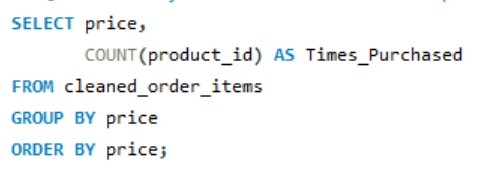 SELECT price,
COUNT(product_id) AS Times_Purchased
FROM cleaned_order_items
GROUP BY price
ORDER BY price;